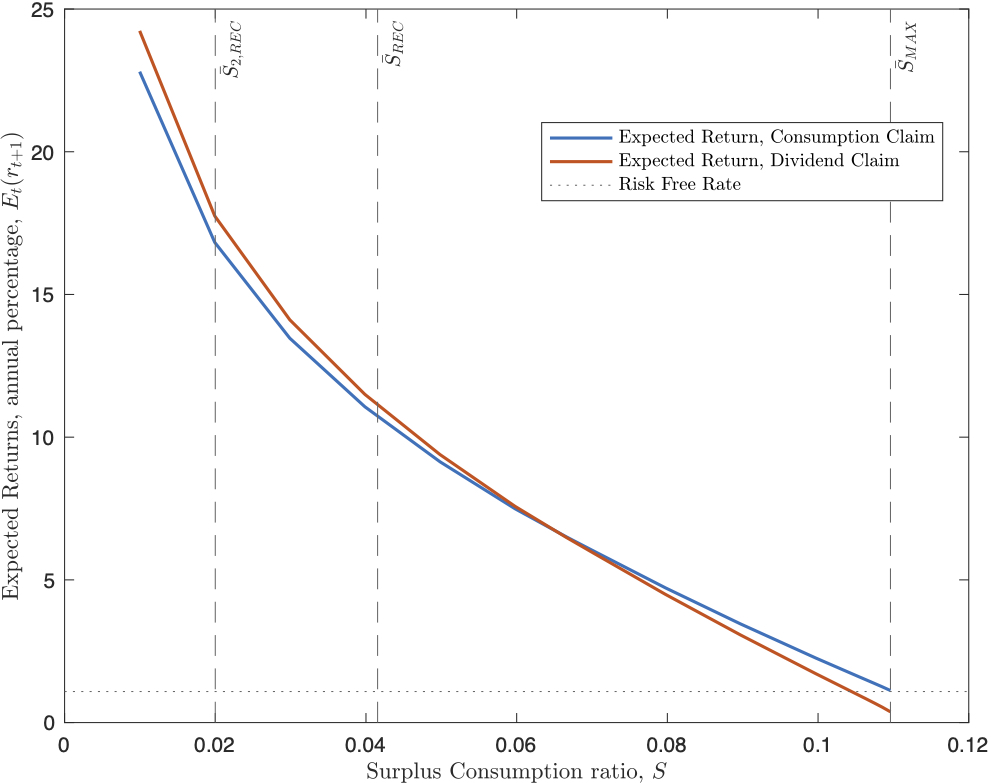 25
20
15
10
5
0
Expected Returns, annual percentage, E_t(r_{t+1})
S̄_{2,REC}
S̄_{REC}
S̄_{MAX}
Expected Return, Consumption Claim
Expected Return, Dividend Claim
Risk Free Rate
0 0.02 0.04 0.06 0.08 0.1 0.12
Surplus Consumption ratio, S